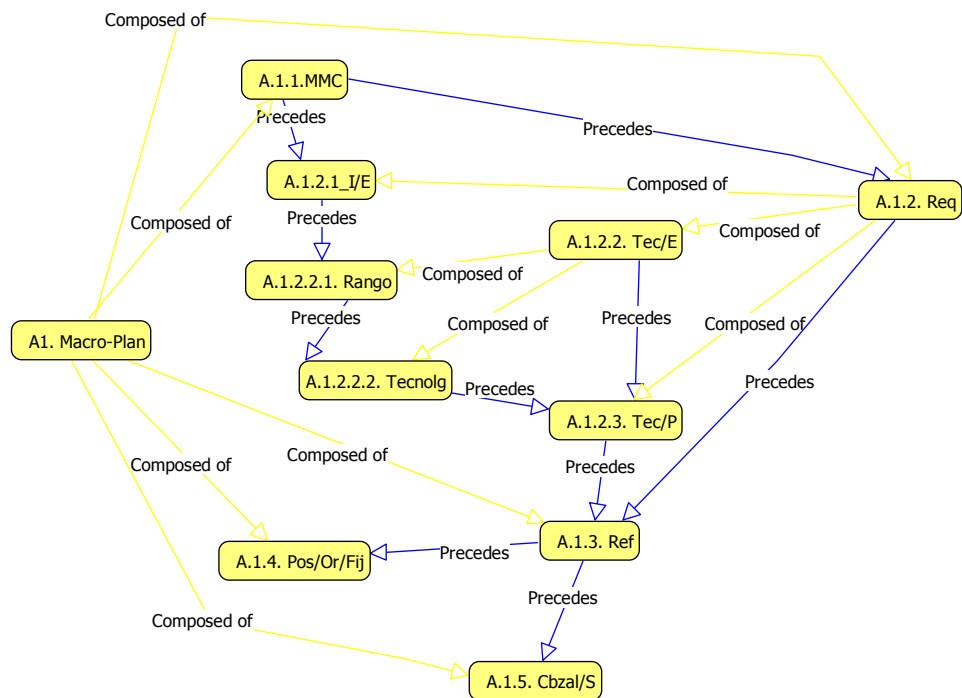 Composed of
A.1.1.MMC
Precedes
Precedes
A.1.2.1_I/E
Composed of
A.1.2. Req
Composed of
Precedes
A.1.2.2. Tec/E
Composed of
A.1.2.2.1. Rango
Composed of
Precedes
Composed of
Precedes
Composed of
A1. Macro-Plan
A.1.2.2.2. Tecnolg
Precedes
Precedes
A.1.2.3. Tec/P
Composed of
Composed of
Precedes
A.1.3. Ref
A.1.4. Pos/Or/Fij
Precedes
Precedes
Composed of
A.1.5. Cbzal/S